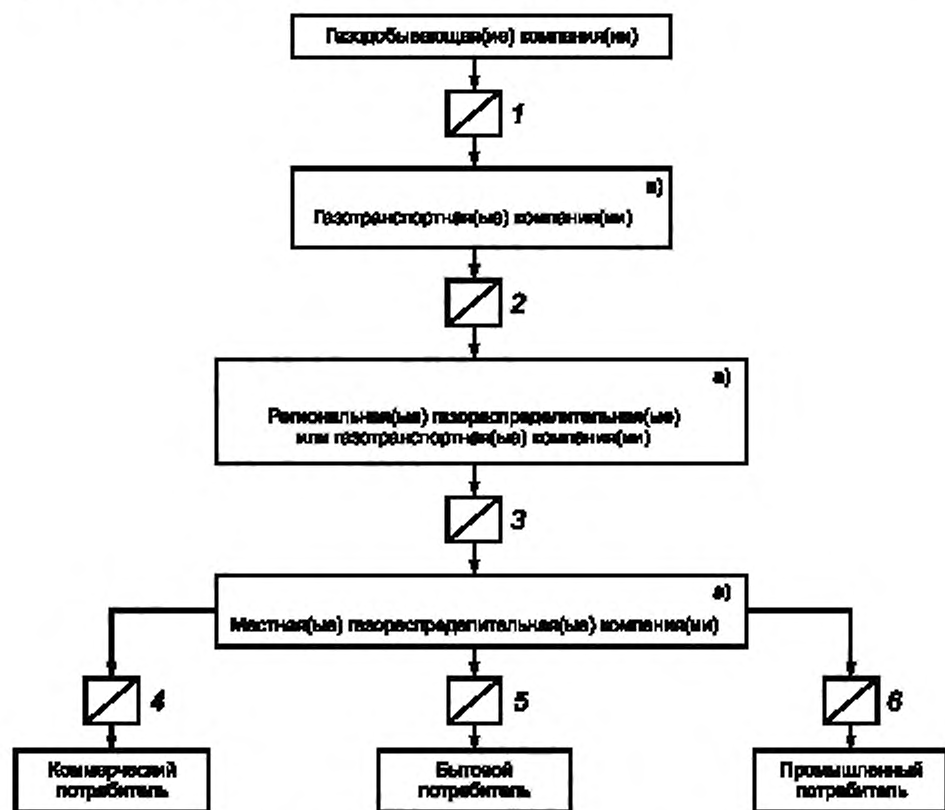 Газодобывающая(ие) компания(ии)
1
а)
Газотранспортная(ые) компания(ии)
2
а)
Региональная(ые) газораспределительная(ые)
или газотранспортная(ые) компания(ии)
3
а)
Местная(ые) газораспределительная(ые) компания(ии)
4
5
6
Коммерческий
потребитель
Бытовой
потребитель
Промышленный
потребитель